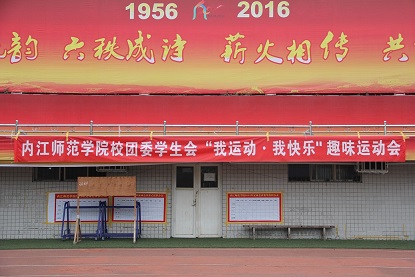 1956 2016
韵 六秩成诗 薪火相传 共
内江师范学院校团委学生会 “我运动·我快乐” 趣味运动会